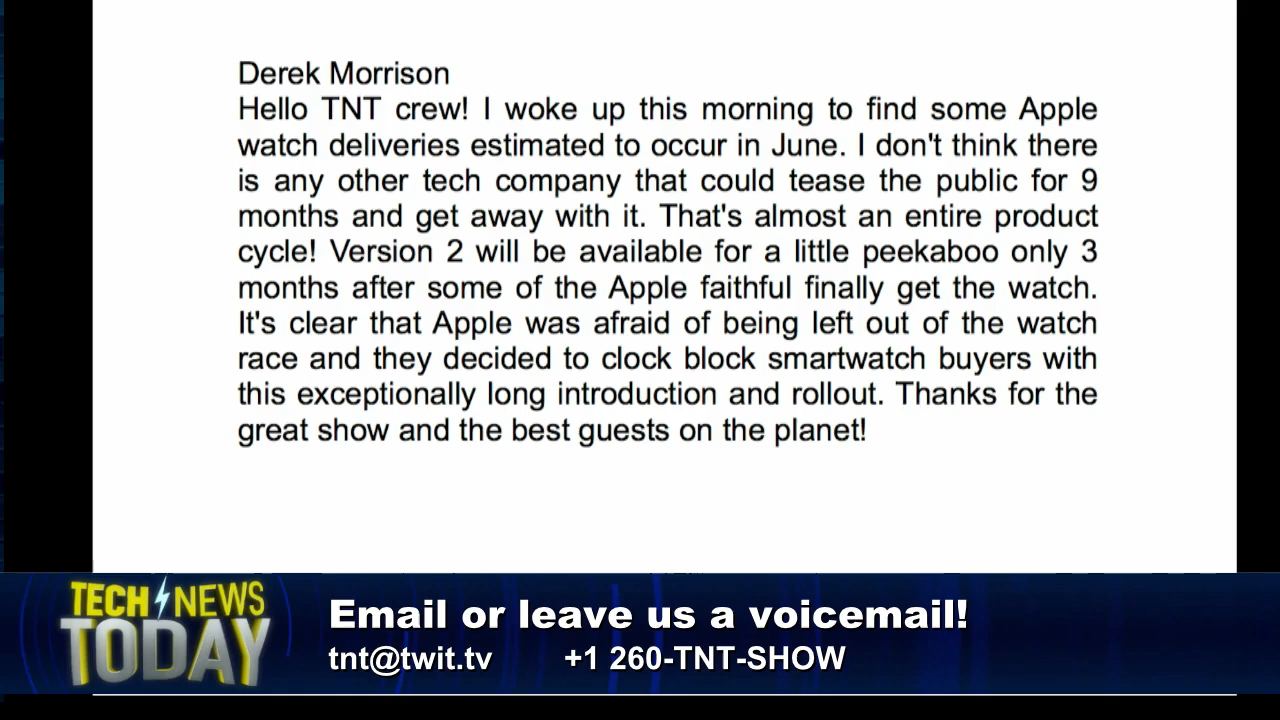 Derek Morrison
Hello TNT crew! I woke up this morning to find some Apple
watch deliveries estimated to occur in June. I don't think there
is any other tech company that could tease the public for 9
months and get away with it. That's almost an entire product
cycle! Version 2 will be available for a little peekaboo only 3
months after some of the Apple faithful finally get the watch.
It's clear that Apple was afraid of being left out of the watch
race and they decided to clock block smartwatch buyers with
this exceptionally long introduction and rollout. Thanks for the
great show and the best guests on the planet!
TECH NEWS
TODAY
Email or leave us a voicemail!
tnt@twit.tv +1 260-TNT-SHOW